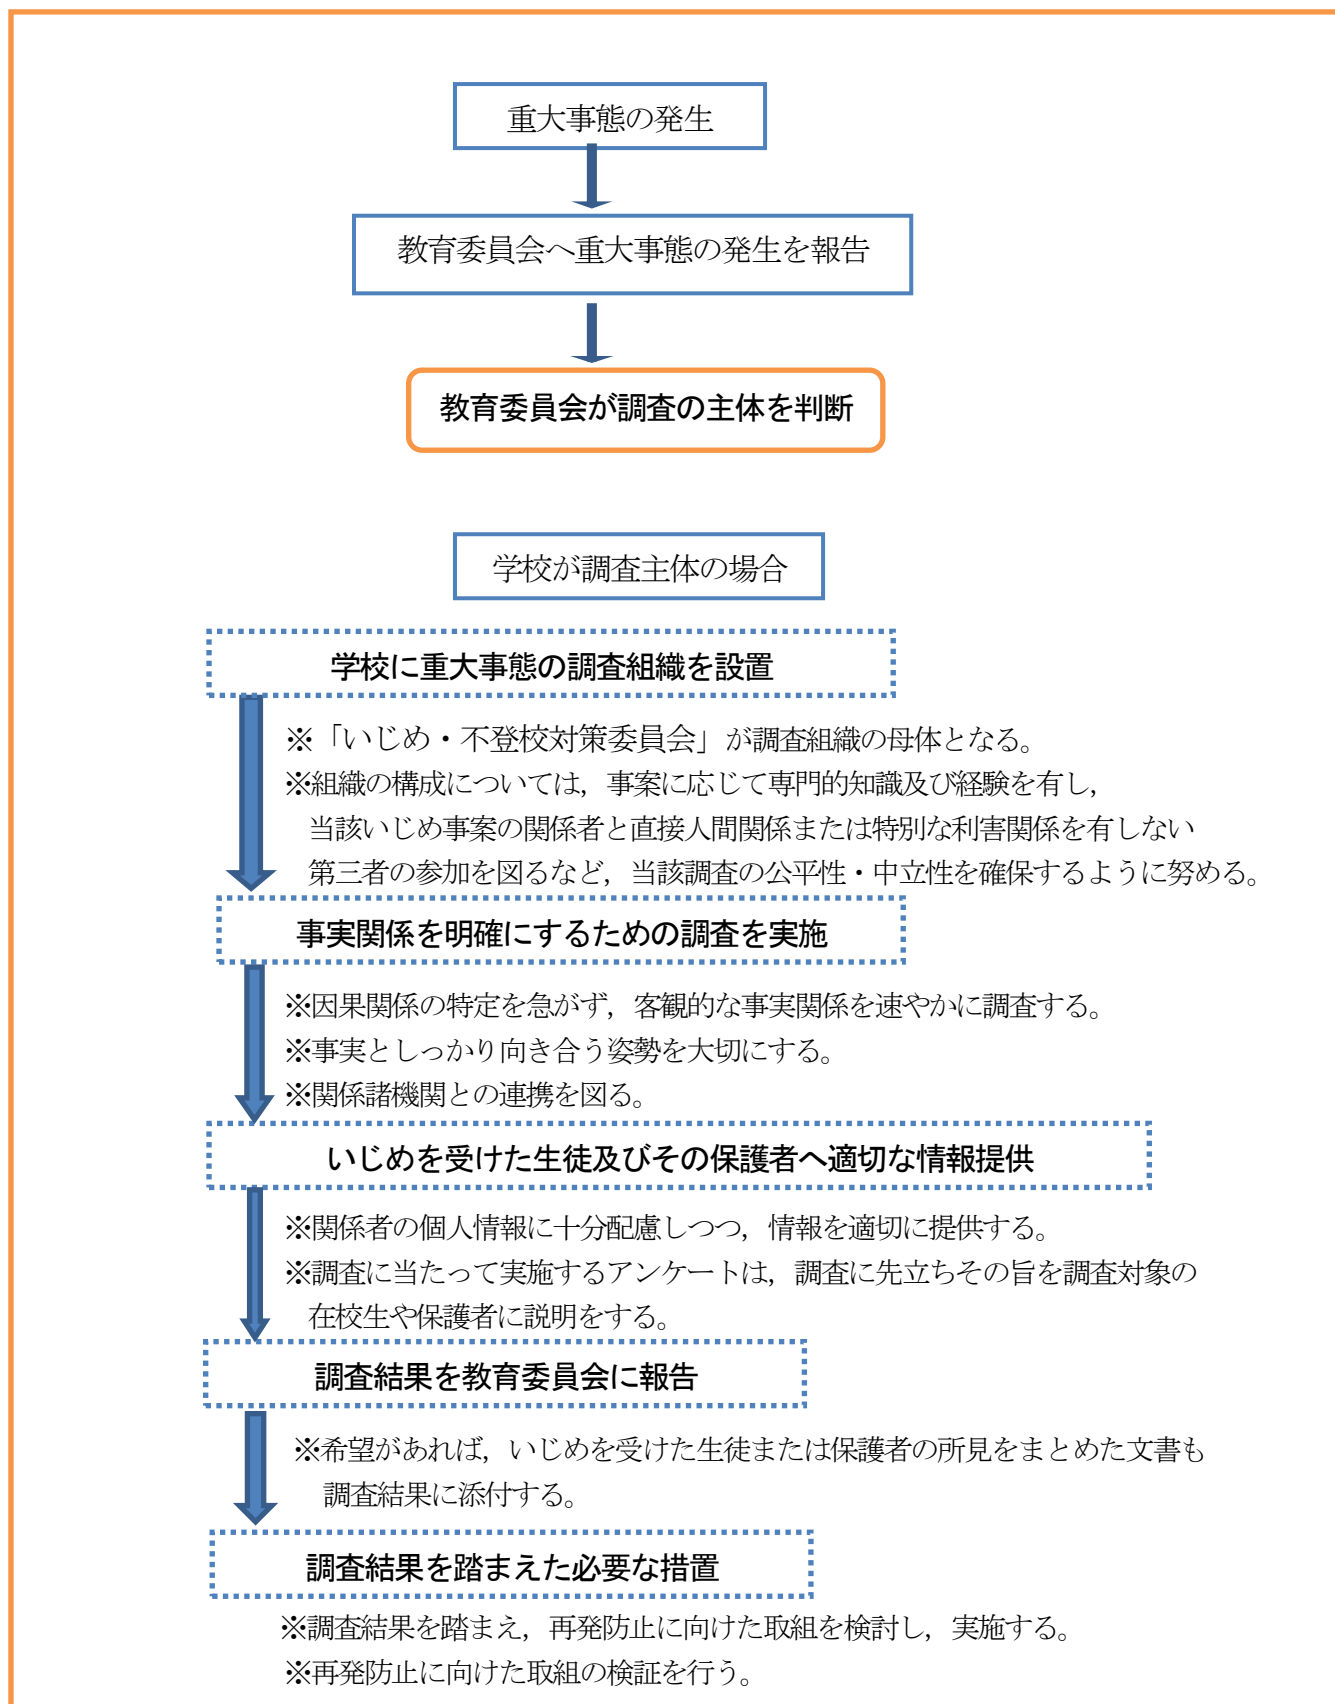 重大事態の発生
教育委員会へ重大事態の発生を報告
教育委員会が調査の主体を判断
学校が調査主体の場合
学校に重大事態の調査組織を設置
※「いじめ・不登校対策委員会」が調査組織の母体となる。
※組織の構成については，事案に応じて専門的知識及び経験を有し，
当該いじめ事案の関係者と直接人間関係または特別な利害関係を有しない
第三者の参加を図るなど，当該調査の公平性・中立性を確保するように努める。
事実関係を明確にするための調査を実施
※因果関係の特定を急がず，客観的な事実関係を速やかに調査する。
※事実としっかり向き合う姿勢を大切にする。
※関係諸機関との連携を図る。
いじめを受けた生徒及びその保護者へ適切な情報提供
※関係者の個人情報に十分配慮しつつ，情報を適切に提供する。
※調査に当たって実施するアンケートは，調査に先立ちその旨を調査対象の
在校生や保護者に説明をする。
調査結果を教育委員会に報告
※希望があれば，いじめを受けた生徒または保護者の所見をまとめた文書も
調査結果に添付する。
調査結果を踏まえた必要な措置
※調査結果を踏まえ，再発防止に向けた取組を検討し，実施する。
※再発防止に向けた取組の検証を行う。